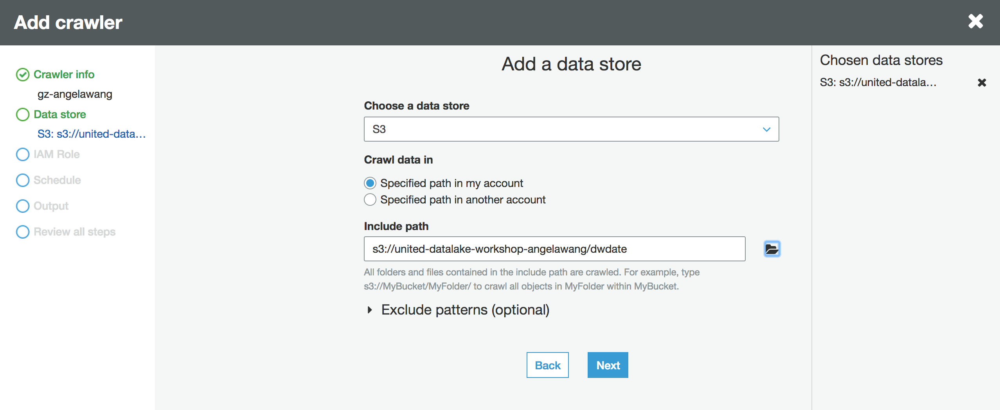 Add crawler
Crawler info
gz-angelawang
Data store
S3: s3://united-data...
IAM Role
Schedule
Output
Review all steps
Add a data store
Choose a data store
S3
Crawl data in
Specified path in my account
Specified path in another account
Include path
s3://united-datalake-workshop-angelawang/dwdate
All folders and files contained in the include path are crawled. For example, type
s3://MyBucket/MyFolder/ to crawl all objects in MyFolder within MyBucket.
Exclude patterns (optional)
Back
Next
Chosen data stores
S3: s3://united-datala...